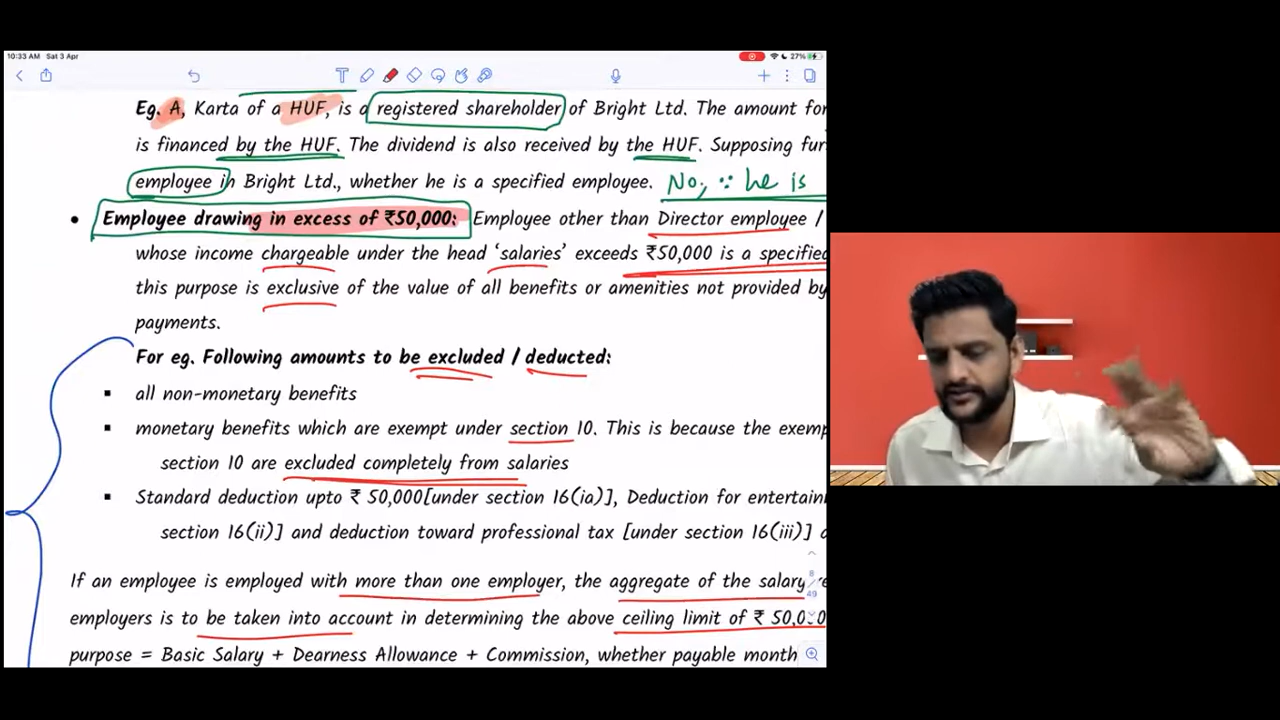 10:33 AM Sat 3 Apr
27%
Eg. A, Karta of a HUF, is a registered shareholder of Bright Ltd. The amount for
is financed by the HUF. The dividend is also received by the HUF. Supposing fur
employee in Bright Ltd., whether he is a specified employee. No, ∵ he is
• Employee drawing in excess of ₹50,000: Employee other than Director employee /
whose income chargeable under the head ‘salaries’ exceeds ₹50,000 is a specified
this purpose is exclusive of the value of all benefits or amenities not provided by
payments.
For eg. Following amounts to be excluded / deducted:
▪ all non-monetary benefits
▪ monetary benefits which are exempt under section 10. This is because the exemp
section 10 are excluded completely from salaries
▪ Standard deduction upto ₹ 50,000[under section 16(ia)], Deduction for entertain
section 16(ii)] and deduction toward professional tax [under section 16(iii)]
8
49
If an employee is employed with more than one employer, the aggregate of the salary
employers is to be taken into account in determining the above ceiling limit of ₹ 50,000
purpose = Basic Salary + Dearness Allowance + Commission, whether payable month